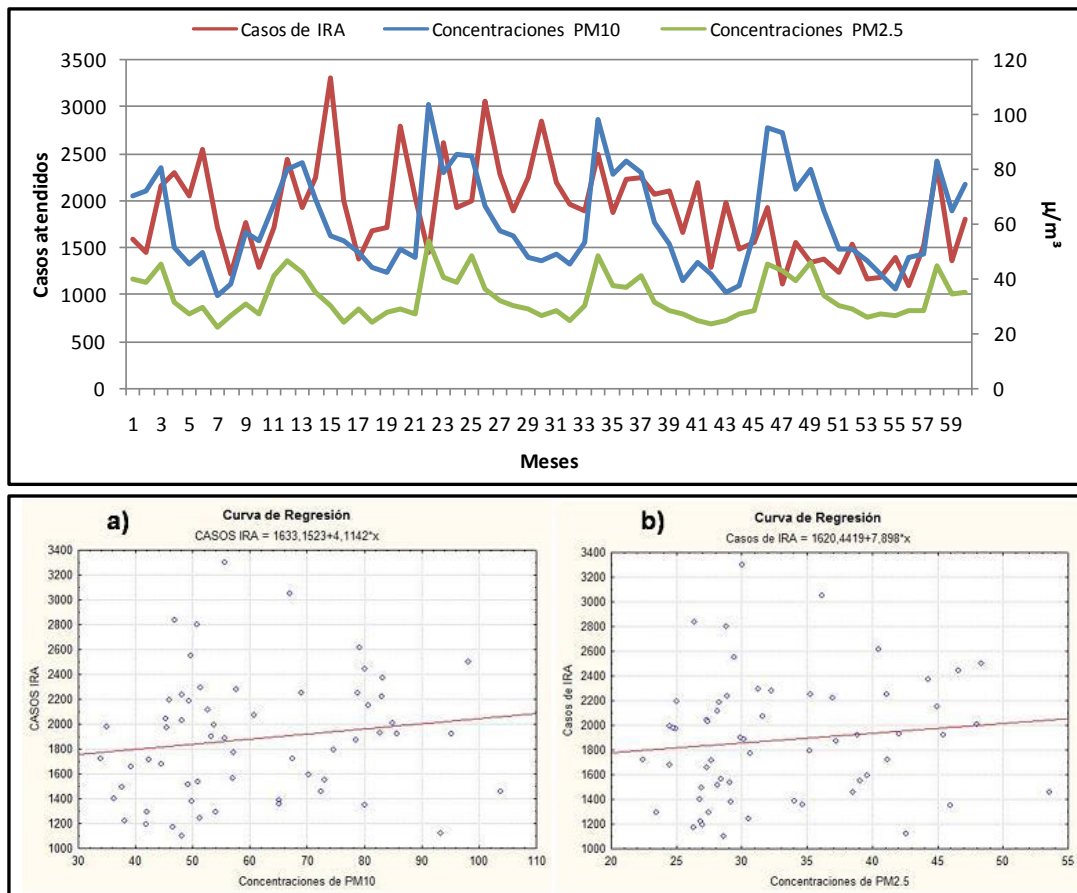 Casos de IRA Concentraciones PM10 Concentraciones PM2.5
Casos atendidos
3500
3000
2500
2000
1500
1000
500
0
120
100
80
60
40
20
0
µ/m³
1 3 5 7 9 11 13 15 17 19 21 23 25 27 29 31 33 35 37 39 41 43 45 47 49 51 53 55 57 59
Meses
a)
Curva de Regresión
CASOS IRA = 1633,1523+4,1142*x
CASOS IRA
3400
3200
3000
2800
2600
2400
2200
2000
1800
1600
1400
1200
1000
30 40 50 60 70 80 90 100 110
Concentraciones de PM10
b)
Curva de Regresión
Casos de IRA = 1620,4419+7,898*x
Casos de IRA
3400
3200
3000
2800
2600
2400
2200
2000
1800
1600
1400
1200
1000
20 25 30 35 40 45 50 55
Concentraciones de PM2.5